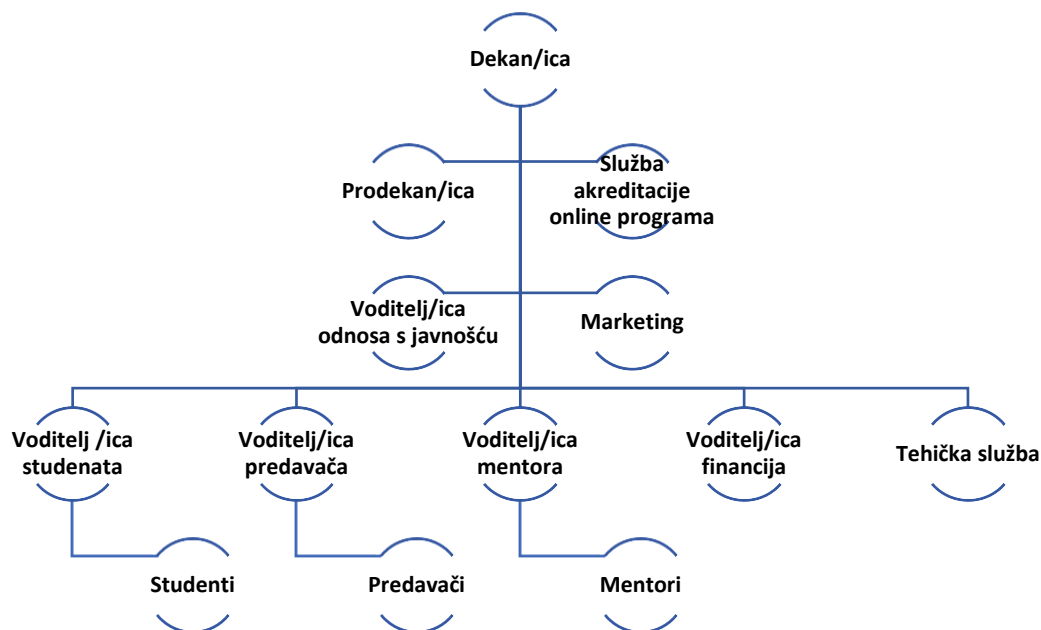 Dekan/ica
Prodekan/ica
Služba
akreditacije
online programa
Voditelj/ica
odnosa s javnošću
Marketing
Voditelj /ica
studenata
Voditelj/ica
predavača
Voditelj/ica
mentora
Voditelj/ica
financija
Tehička služba
Studenti
Predavači
Mentori